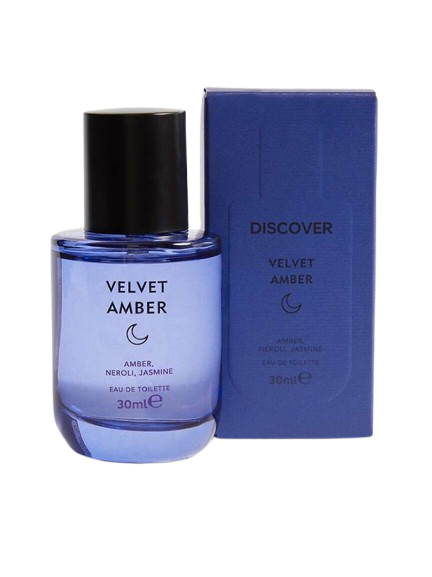 VELVET
AMBER
AMBER,
NEROLI, JASMINE
EAU DE TOILETTE
30ml℮
DISCOVER
VELVET
AMBER
AMBER,
NEROLI, JASMINE
EAU DE TOILETTE
30ml℮